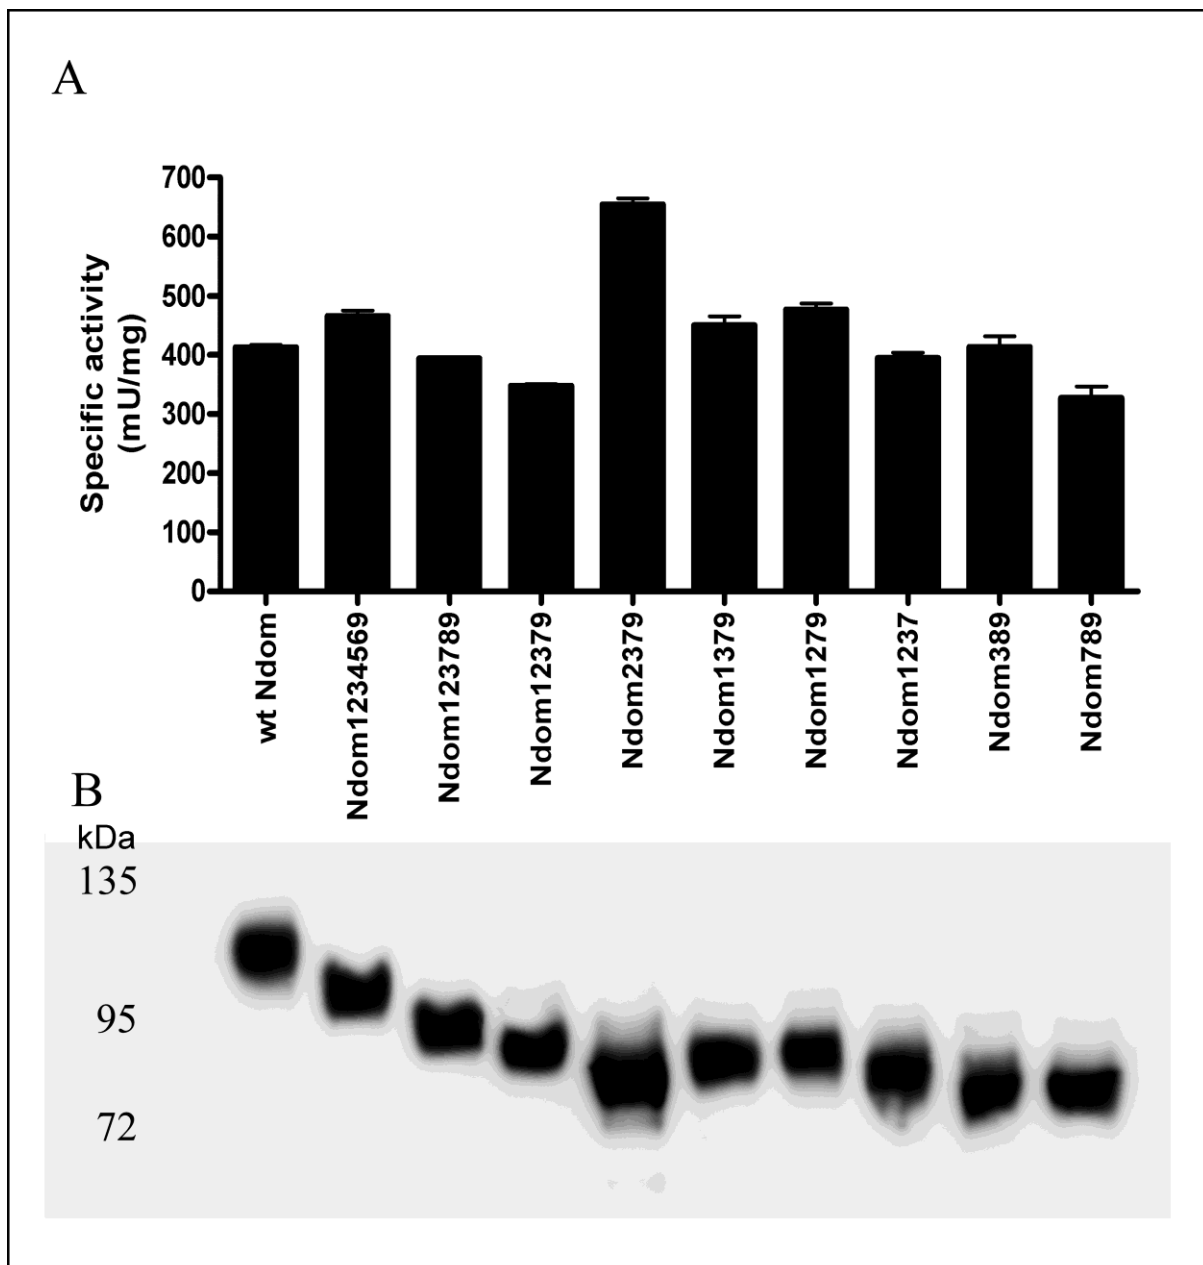 A
700
600
500
400
300
200
100
0
Specific activity
(mU/mg)
wt Ndom
Ndom1234569
Ndom123789
Ndom12379
Ndom2379
Ndom1379
Ndom1279
Ndom1237
Ndom389
Ndom789
B
kDa
135
95
72